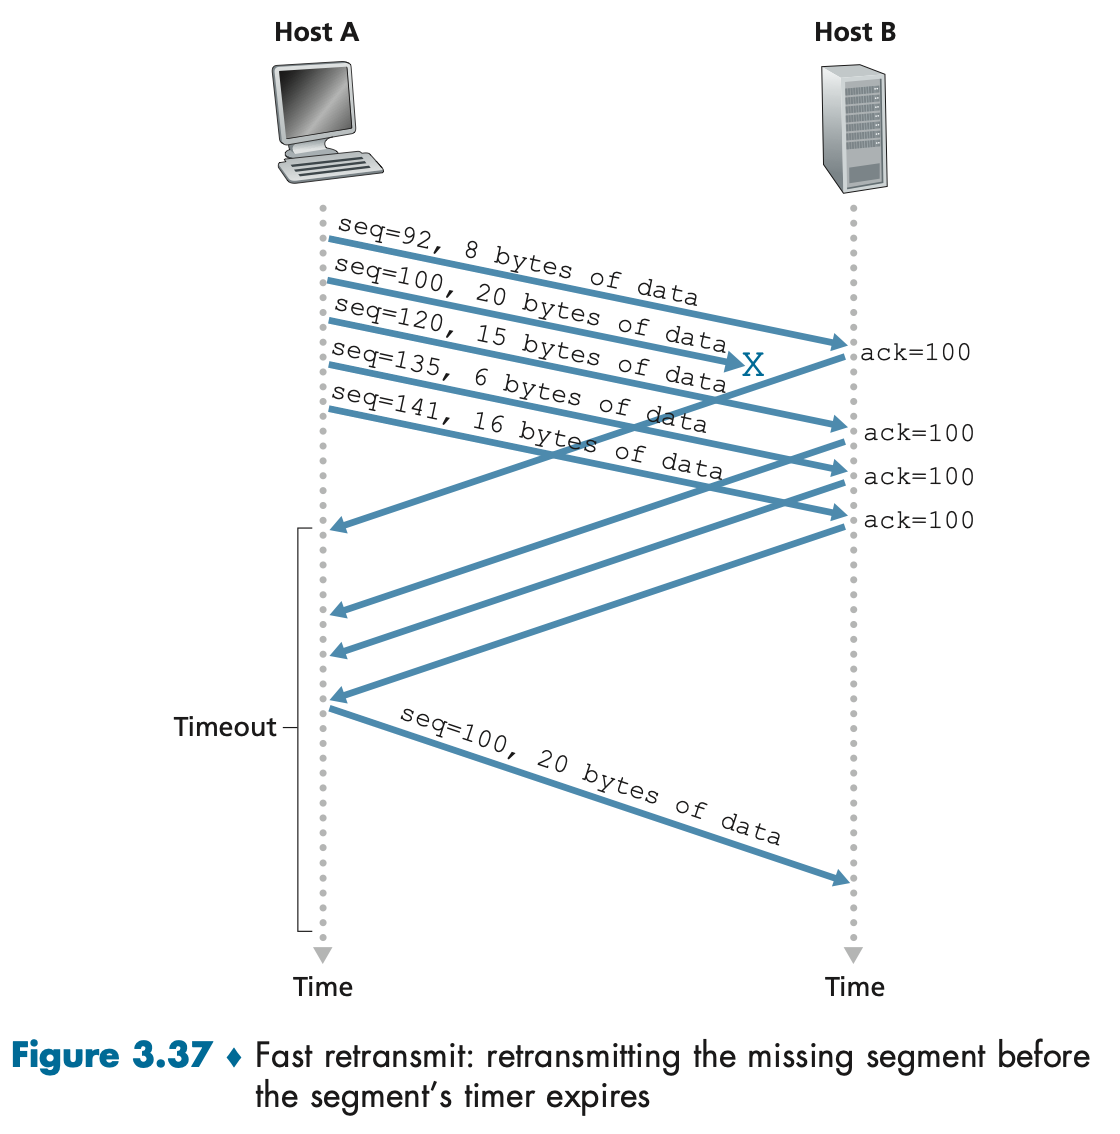 Host A
Host B
seq=92, 8 bytes of data
seq=100, 20 bytes of data
X
seq=120, 15 bytes of data
seq=135, 6 bytes of data
seq=141, 16 bytes of data
ack=100
ack=100
ack=100
ack=100
Timeout
seq=100, 20 bytes of data
Time
Time
Figure 3.37 ♦ Fast retransmit: retransmitting the missing segment before
the segment’s timer expires